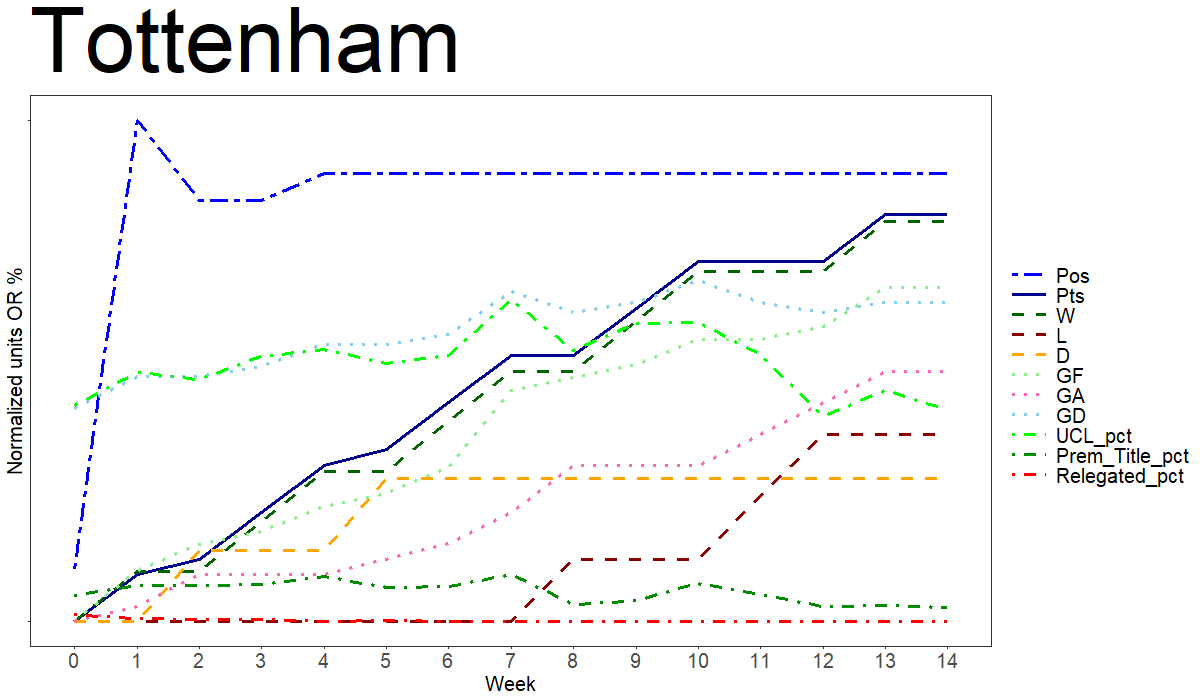 Tottenham
Normalized units OR %
0 1 2 3 4 5 6 7 8 9 10 11 12 13 14
Week
Pos
Pts
W
L
D
GF
GA
GD
UCL_pct
Prem_Title_pct
Relegated_pct